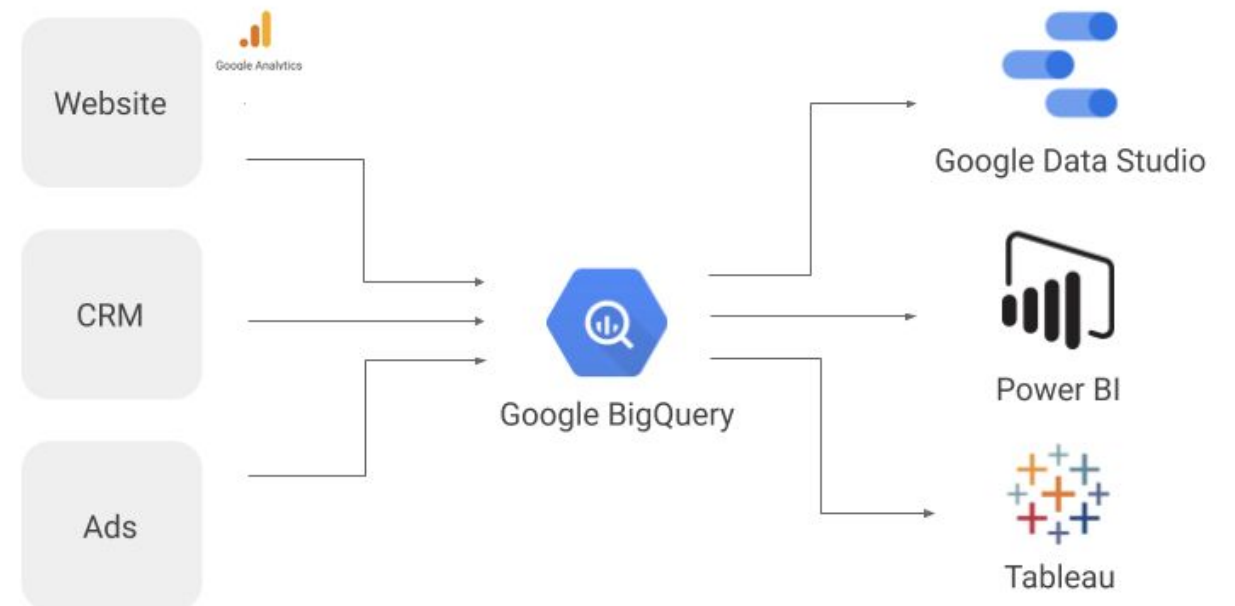 Google Analytics
Website
Google Data Studio
CRM
Google BigQuery
Power BI
Ads
Tableau